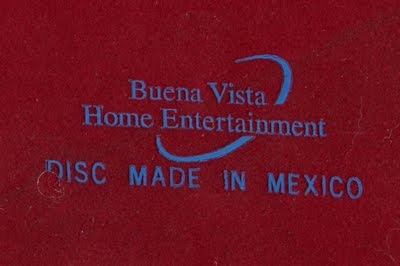 Buena Vista
Home Entertainment
DISC MADE IN MEXICO